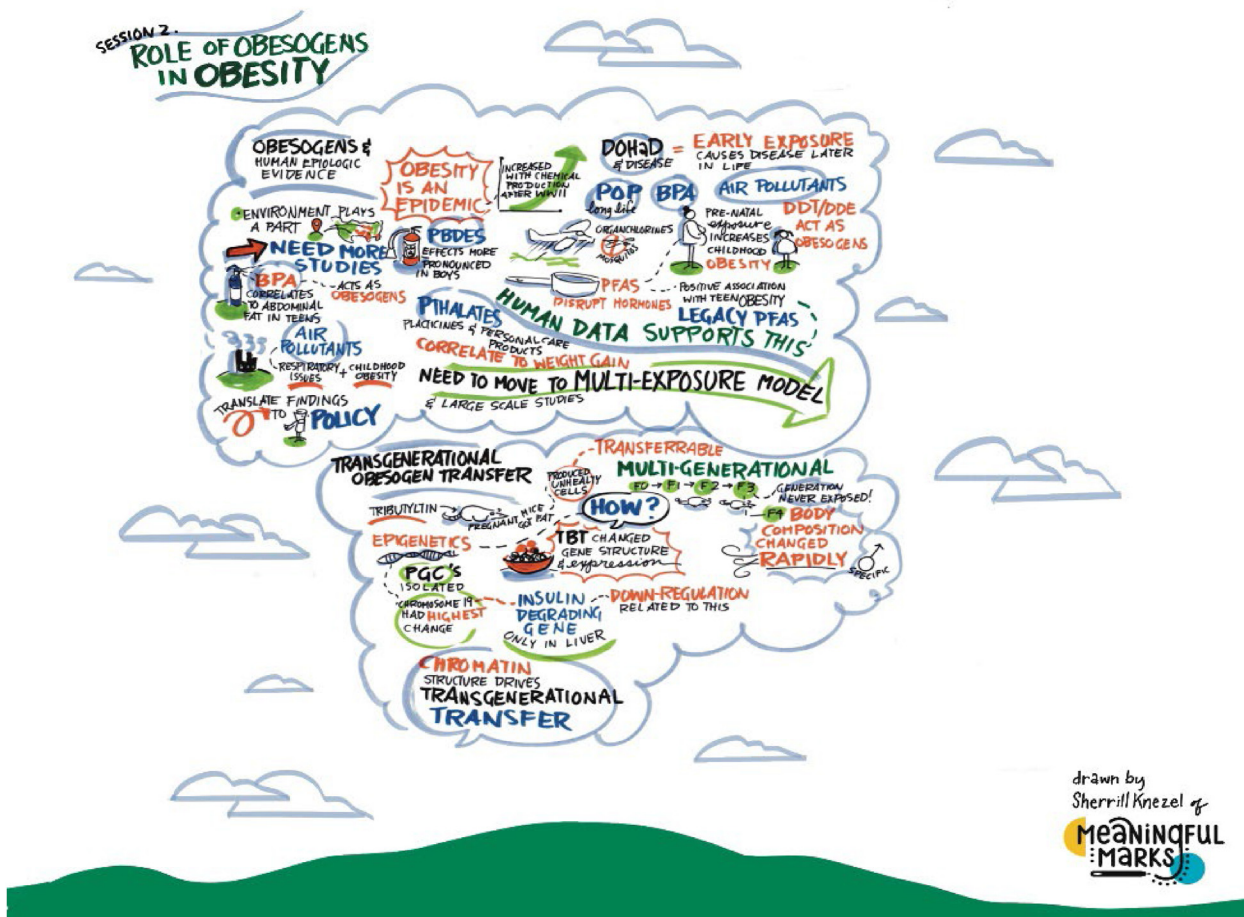 SESSION 2.
ROLE OF OBESOGENS
IN OBESITY
OBESOGENS &
HUMAN EPILOGIC
EVIDENCE
OBESITY
IS AN
EPIDEMIC
INCREASED
WITH CHEMICAL
PRODUCTION
AFTER WWII
DOHaD
& DISEASE
= EARLY EXPOSURE
CAUSES DISEASE LATER
IN LIFE
POP
long life
BPA
AIR POLLUTANTS
ENVIRONMENT PLAYS
A PART
NEED MORE
STUDIES
PBDES
EFFECTS MORE
PRONOUNCED
IN BOYS
ORGANCHLORINES
MOSQUITOS
PRE-NATAL
exposure
INCREASES
CHILDHOOD
OBESITY
DDT/DDE
ACT AS
OBESOGENS
BPA
CORRELATES
TO ABDOMINAL
FAT IN TEENS
ACTS AS
OBESOGENS
PFAS
DISRUPT HORMONES
POSITIVE ASSOCIATION
WITH TEEN OBESITY
LEGACY PFAS
PTHALATES
PLACTICINES & PERSONAL CARE
PRODUCTS
CORRELATE TO WEIGHT GAIN
HUMAN DATA SUPPORTS THIS
AIR
POLLUTANTS
RESPIRATORY
ISSUES
+ CHILDHOOD
OBESITY
NEED TO MOVE TO MULTI-EXPOSURE MODEL
& LARGE SCALE STUDIES
TRANSLATE FINDINGS
TO
POLICY
TRANSGENERATIONAL
OBESOGEN TRANSFER
TRANSFERRABLE
PRODUCED
UNHEALTY
CELLS
MULTI-GENERATIONAL
F0 → F1 → F2 → F3
GENERATION
NEVER EXPOSED!
F4 BODY
COMPOSITION
CHANGED
RAPIDLY
SPECIFIC
TRIBUTYLTIN
PREGNANT MICE
GOT FAT
HOW?
EPIGENETICS
TBT CHANGED
GENE STRUCTURE
& expression
PGC'S
ISOLATED
CHROMOSOME 19
HAD HIGHEST
CHANGE
INSULIN
DEGRADING
GENE
ONLY IN LIVER
DOWN-REGULATION
RELATED TO THIS
CHROMATIN
STRUCTURE DRIVES
TRANSGENERATIONAL
TRANSFER
drawn by
Sherrill Knezel of
MEANINGFUL
MARKS